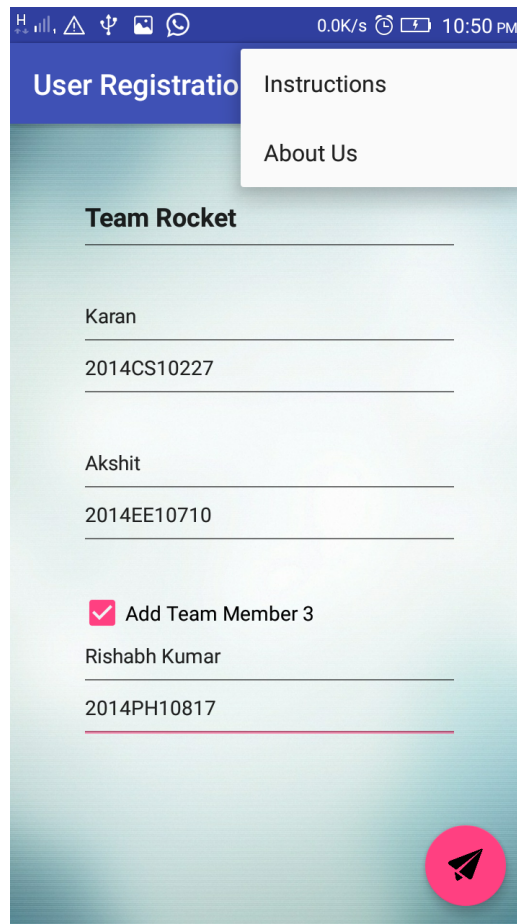 H 0.0K/s 10:50 PM
User Registratio
Instructions
About Us
Team Rocket
Karan
2014CS10227
Akshit
2014EE10710
Add Team Member 3
Rishabh Kumar
2014PH10817